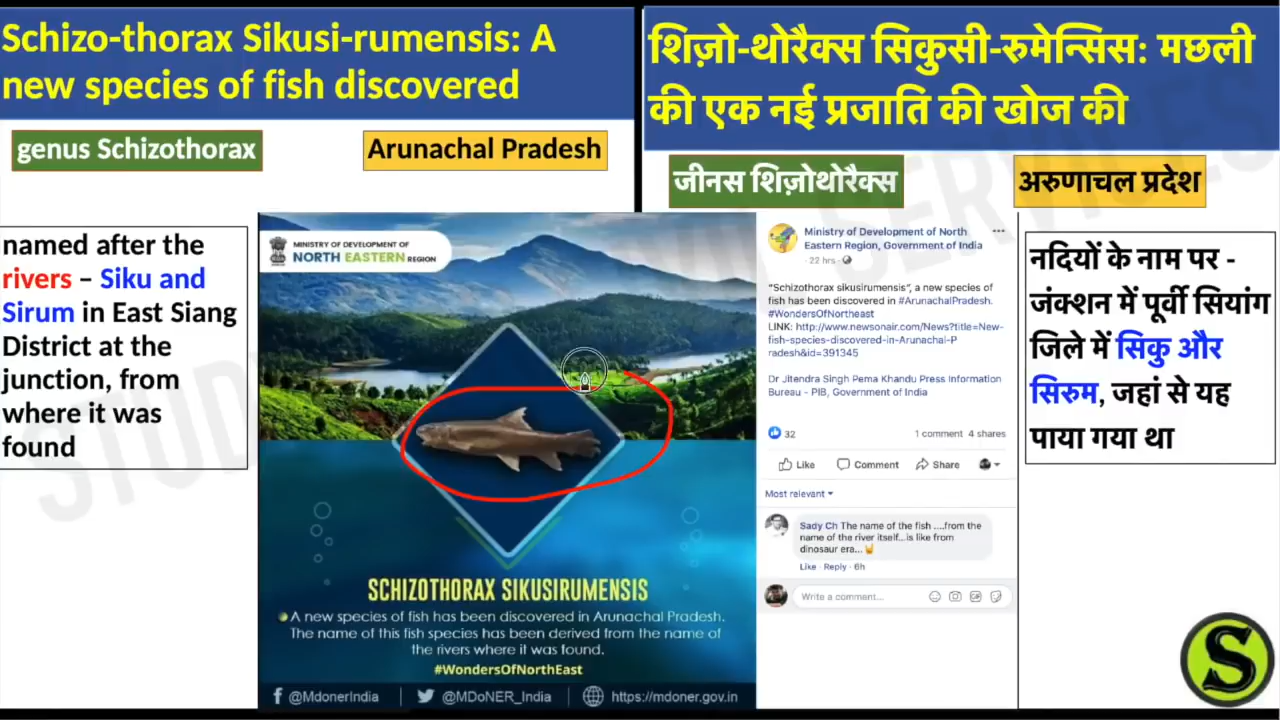 Schizo-thorax Sikusi-rumensis: A
new species of fish discovered
genus Schizothorax
Arunachal Pradesh
named after the
rivers – Siku and
Sirum in East Siang
District at the
junction, from
where it was
found
शिज़ो-थोरैक्स सिकुसी-रुमेन्सिस: मछली
की एक नई प्रजाति की खोज की
जीनस शिज़ोथोरैक्स
अरुणाचल प्रदेश
MINISTRY OF DEVELOPMENT OF
NORTH EASTERN REGION
SCHIZOTHORAX SIKUSIRUMENSIS
A new species of fish has been discovered in Arunachal Pradesh.
The name of this fish species has been derived from the name of
the rivers where it was found.
#WondersOfNorthEast
@MdonerIndia
@MDoNER_India
https://mdoner.gov.in
Ministry of Development of North
Eastern Region, Government of India
22 hrs
"Schizothorax sikusirumensis", a new species of
fish has been discovered in #ArunachalPradesh.
#WondersOfNortheast
LINK: http://www.newsonair.com/News?title=New-
fish-species-discovered-in-Arunachal-P
radesh&id=391345
Dr Jitendra Singh Pema Khandu Press Information
Bureau - PIB, Government of India
32
1 comment 4 shares
Like Comment Share
Most relevant
Sady Ch The name of the fish ....from the
name of the river itself...is like from
dinosaur era...
Like · Reply · 6h
Write a comment...
नदियों के नाम पर -
जंक्शन में पूर्वी सियांग
जिले में सिकु और
सिरुम, जहां से यह
पाया गया था
S